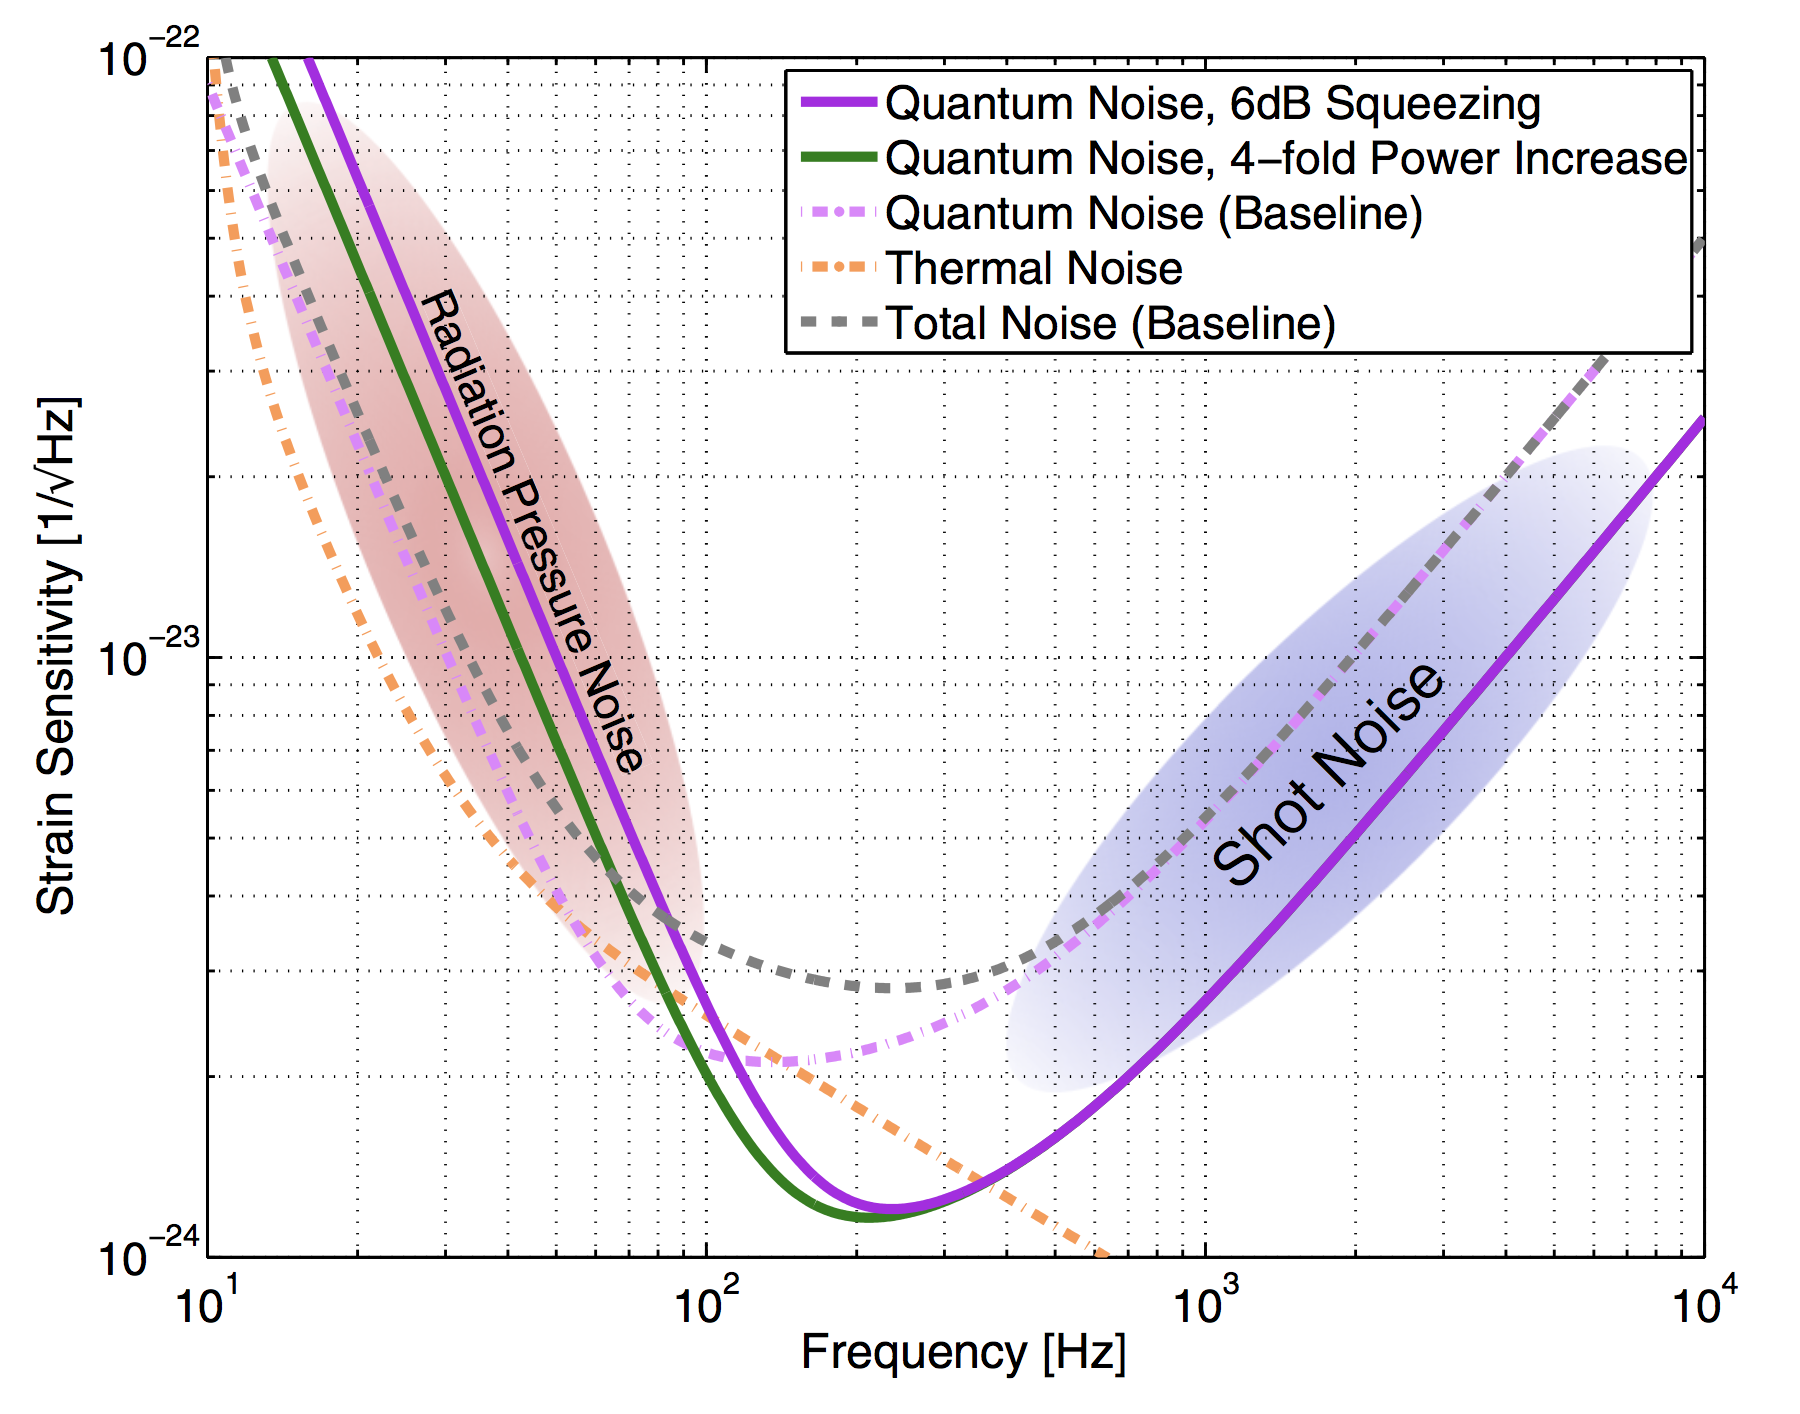 10⁻²²
Quantum Noise, 6dB Squeezing
Quantum Noise, 4−fold Power Increase
Quantum Noise (Baseline)
Thermal Noise
Total Noise (Baseline)
Radiation Pressure Noise
Strain Sensitivity [1/√Hz]
10⁻²³
Shot Noise
10⁻²⁴
10¹ 10² 10³ 10⁴
Frequency [Hz]